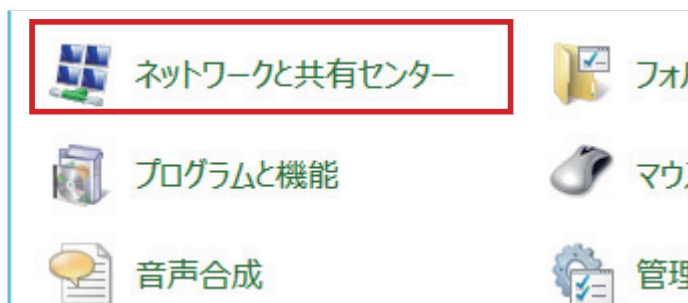 ネットワークと共有センター
フォル
プログラムと機能
マウス
音声合成
管理